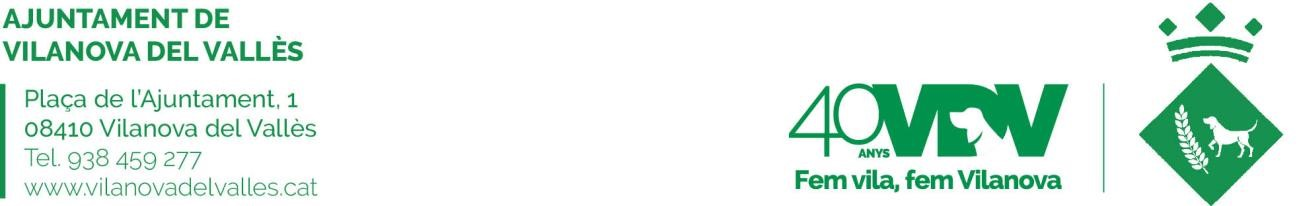 AJUNTAMENT DE
VILANOVA DEL VALLÈS
Plaça de l'Ajuntament, 1
08410 Vilanova del Vallès
Tel. 938 459 277
www.vilanovadelvalles.cat
40 ANYS VDV
Fem vila, fem Vilanova